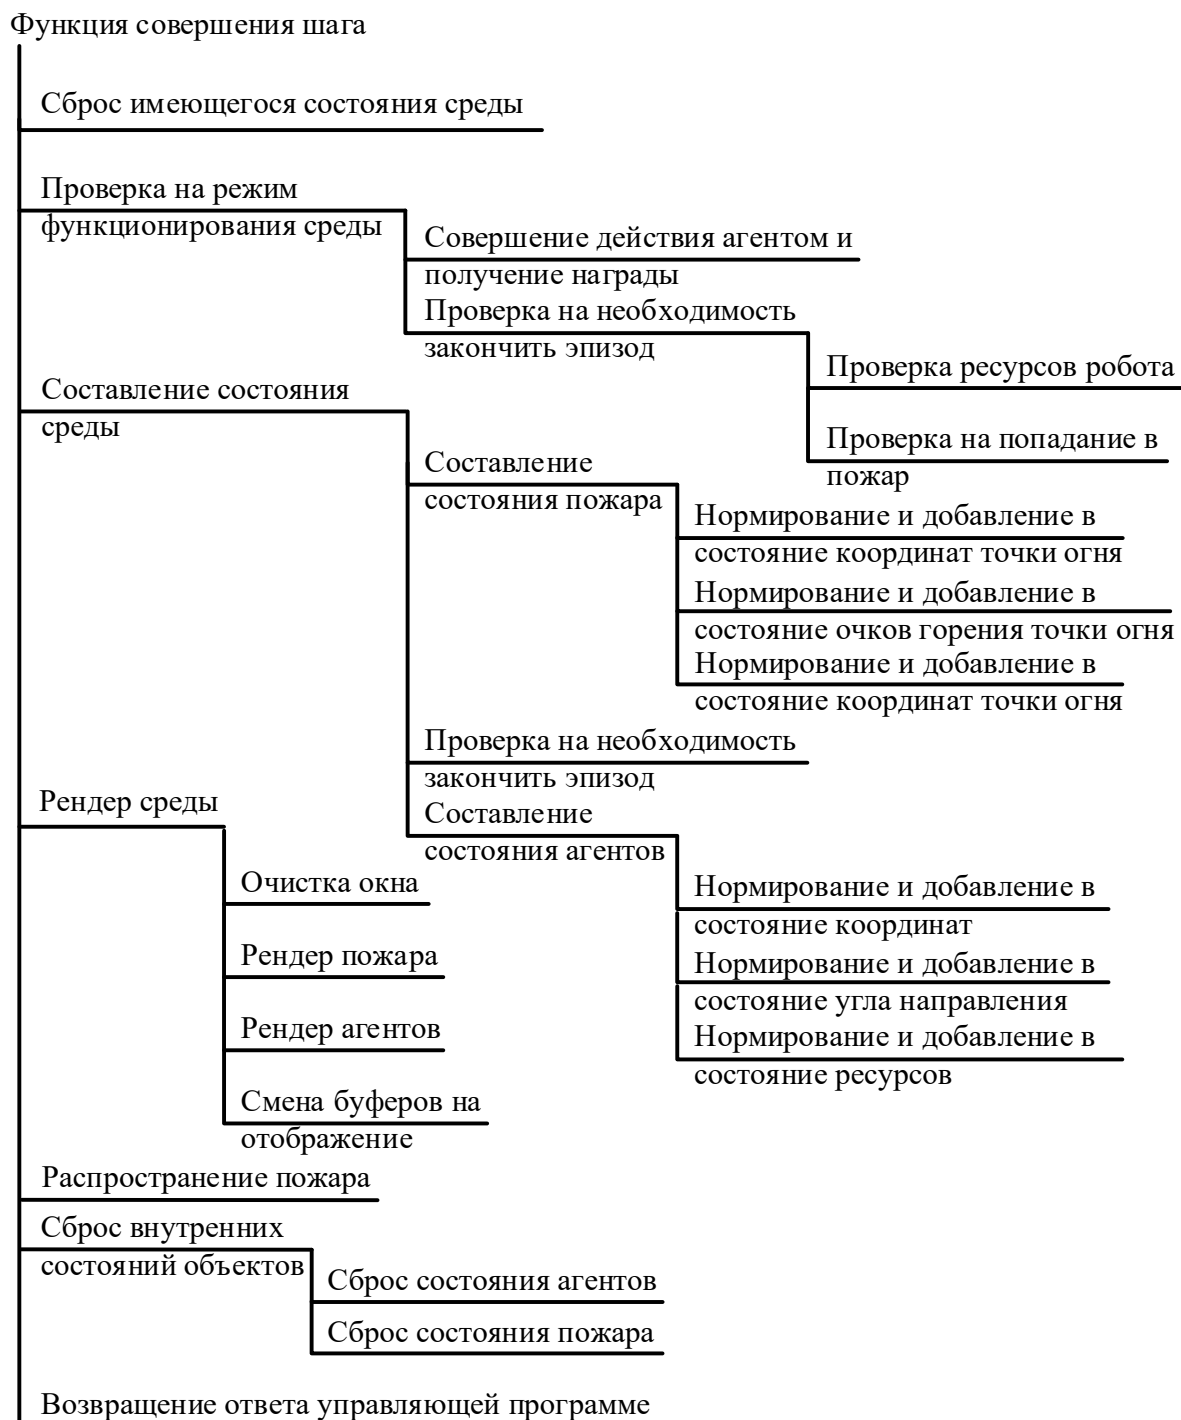 Функция совершения шага
Сброс имеющегося состояния среды
Проверка на режим
функционирования среды
Совершение действия агентом и
получение награды
Проверка на необходимость
закончить эпизод
Проверка ресурсов робота
Проверка на попадание в
пожар
Составление состояния
среды
Составление
состояния пожара
Нормирование и добавление в
состояние координат точки огня
Нормирование и добавление в
состояние очков горения точки огня
Нормирование и добавление в
состояние координат точки огня
Проверка на необходимость
закончить эпизод
Составление
состояния агентов
Нормирование и добавление в
состояние координат
Нормирование и добавление в
состояние угла направления
Нормирование и добавление в
состояние ресурсов
Рендер среды
Очистка окна
Рендер пожара
Рендер агентов
Смена буферов на
отображение
Распространение пожара
Сброс внутренних
состояний объектов
Сброс состояния агентов
Сброс состояния пожара
Возвращение ответа управляющей программе